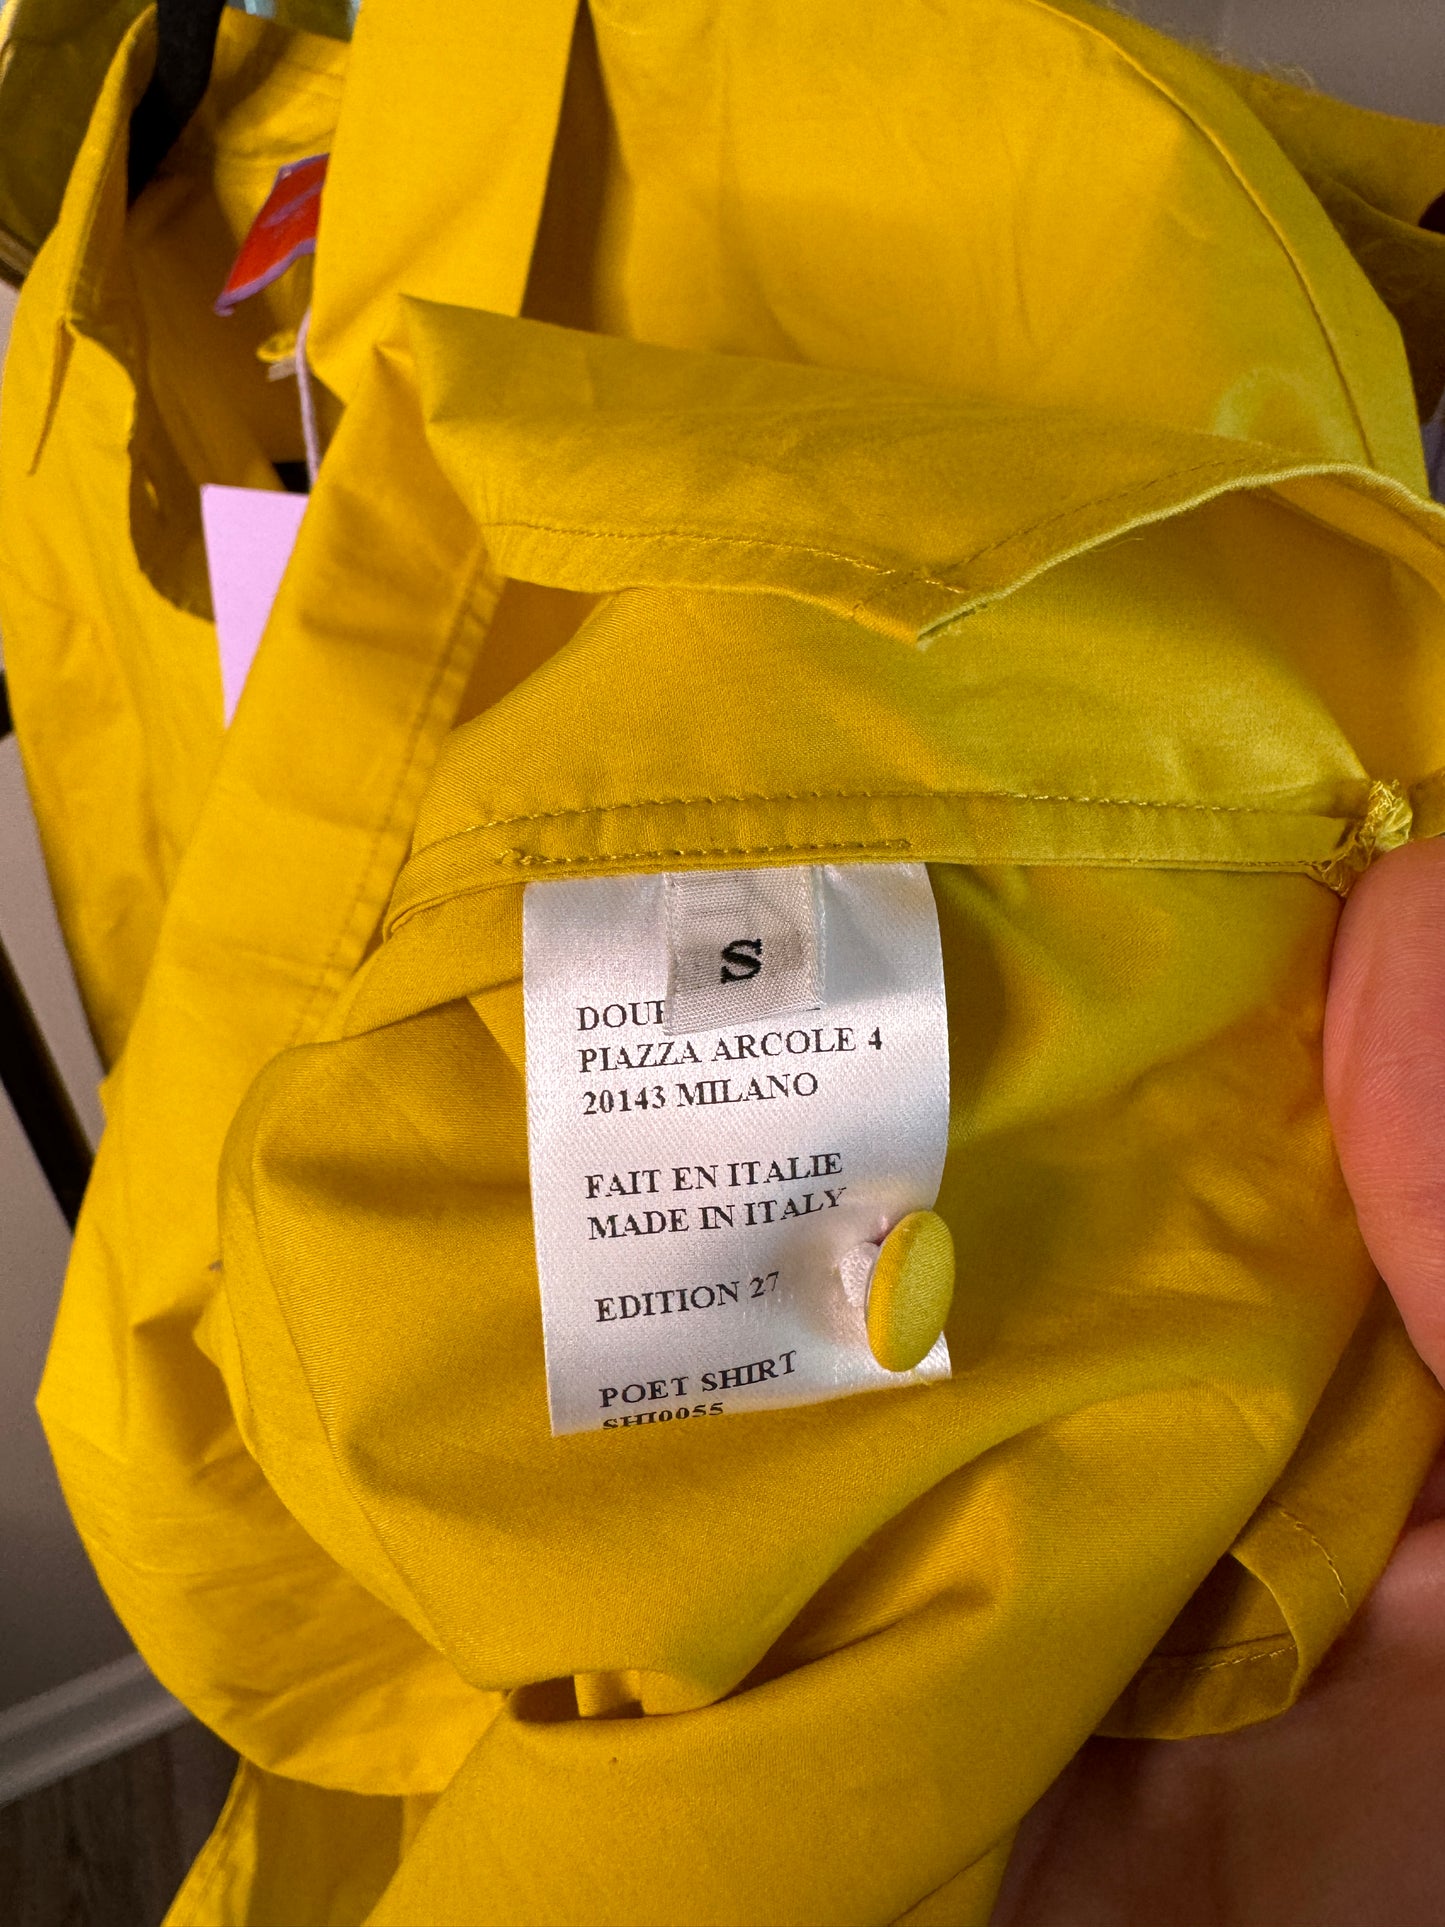 S
PIAZZA ARCOLE 4
20143 MILANO
FAIT EN ITALIE
MADE IN ITALY
EDITION 27
POET SHIRT
SHI0055